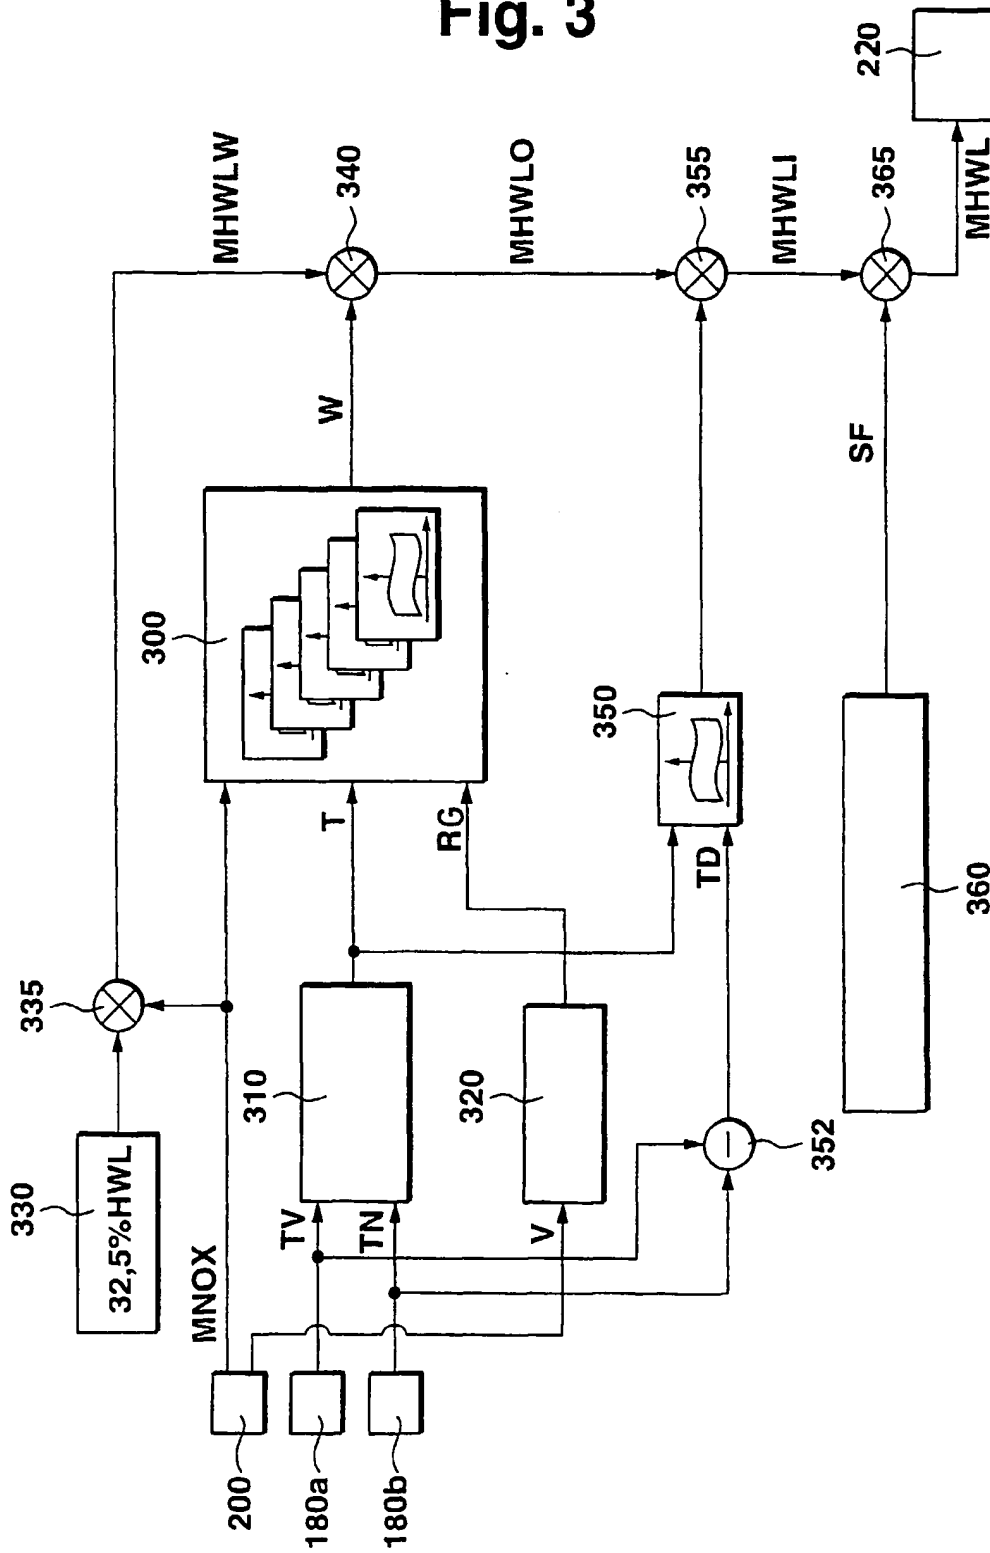 Fig. 3
330
32,5%HWL
335
MHWLW
200
MNOX
300
W
340
MHWLO
180a
TV
310
T
180b
TN
V
320
RG
350
TD
355
MHWLI
352
360
SF
365
MHWL
220